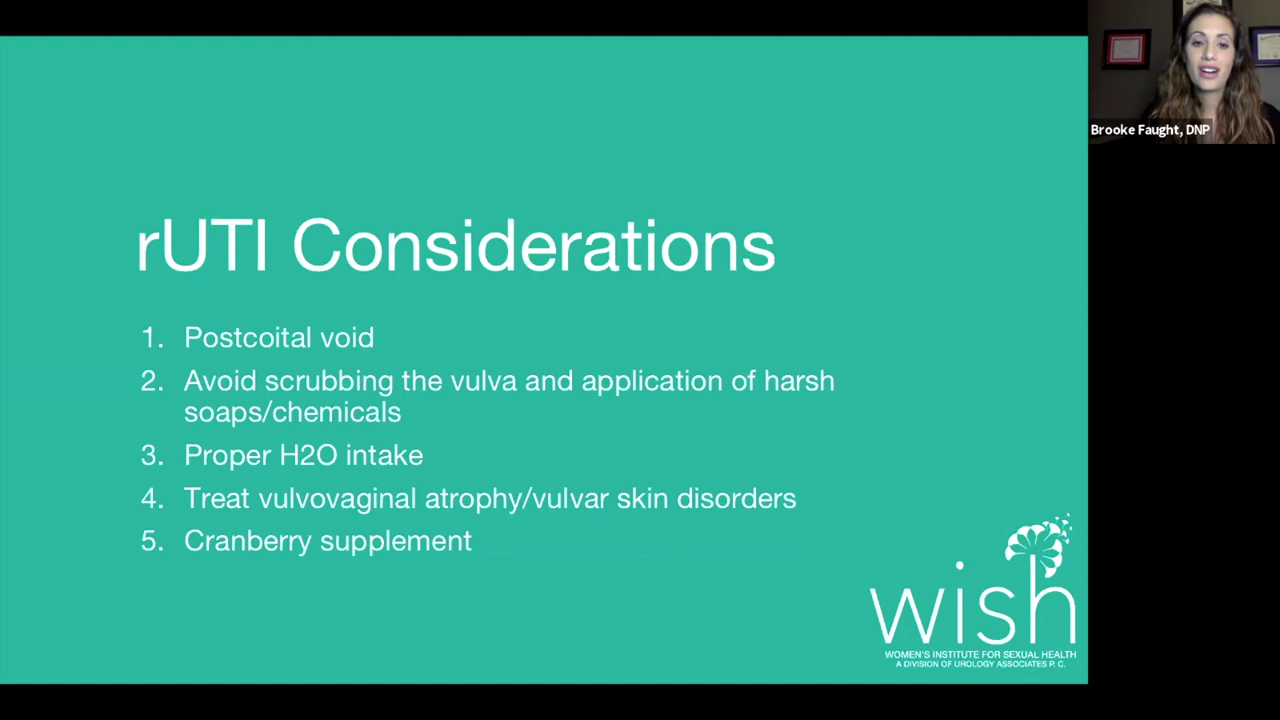 rUTI Considerations
1. Postcoital void
2. Avoid scrubbing the vulva and application of harsh
soaps/chemicals
3. Proper H2O intake
4. Treat vulvovaginal atrophy/vulvar skin disorders
5. Cranberry supplement
wish
WOMEN'S INSTITUTE FOR SEXUAL HEALTH
A DIVISION OF UROLOGY ASSOCIATES P. C.
Brooke Faught, DNP